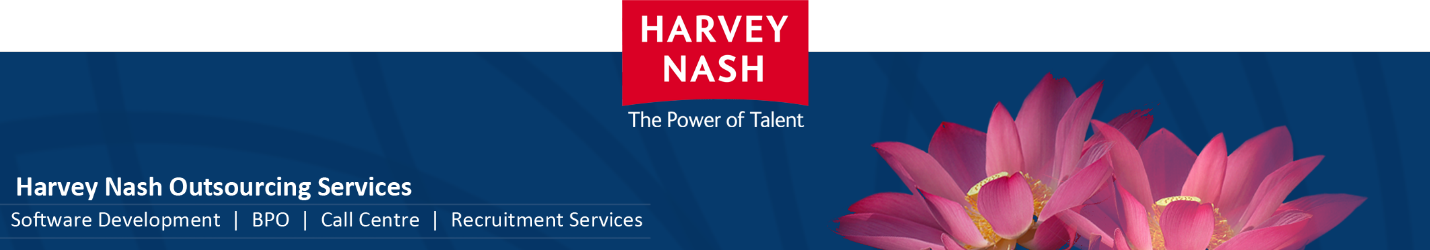 HARVEY
NASH
The Power of Talent
Harvey Nash Outsourcing Services
Software Development | BPO | Call Centre | Recruitment Services